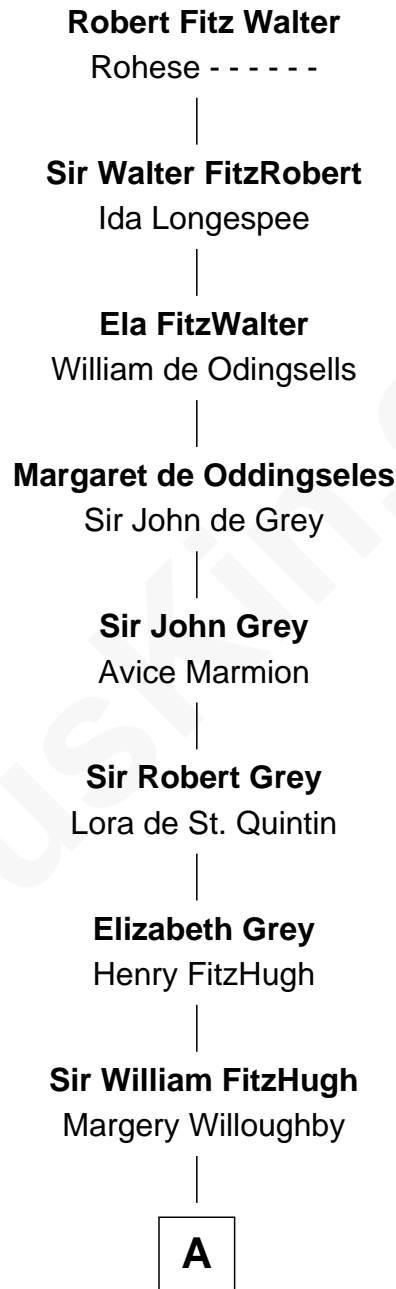 Robert Fitz Walter
Rohese - - - - - -
Sir Walter FitzRobert
Ida Longespee
Ela FitzWalter
William de Odingsells
Margaret de Oddingseles
Sir John de Grey
Sir John Grey
Avice Marmion
Sir Robert Grey
Lora de St. Quintin
Elizabeth Grey
Henry FitzHugh
Sir William FitzHugh
Margery Willoughby
A